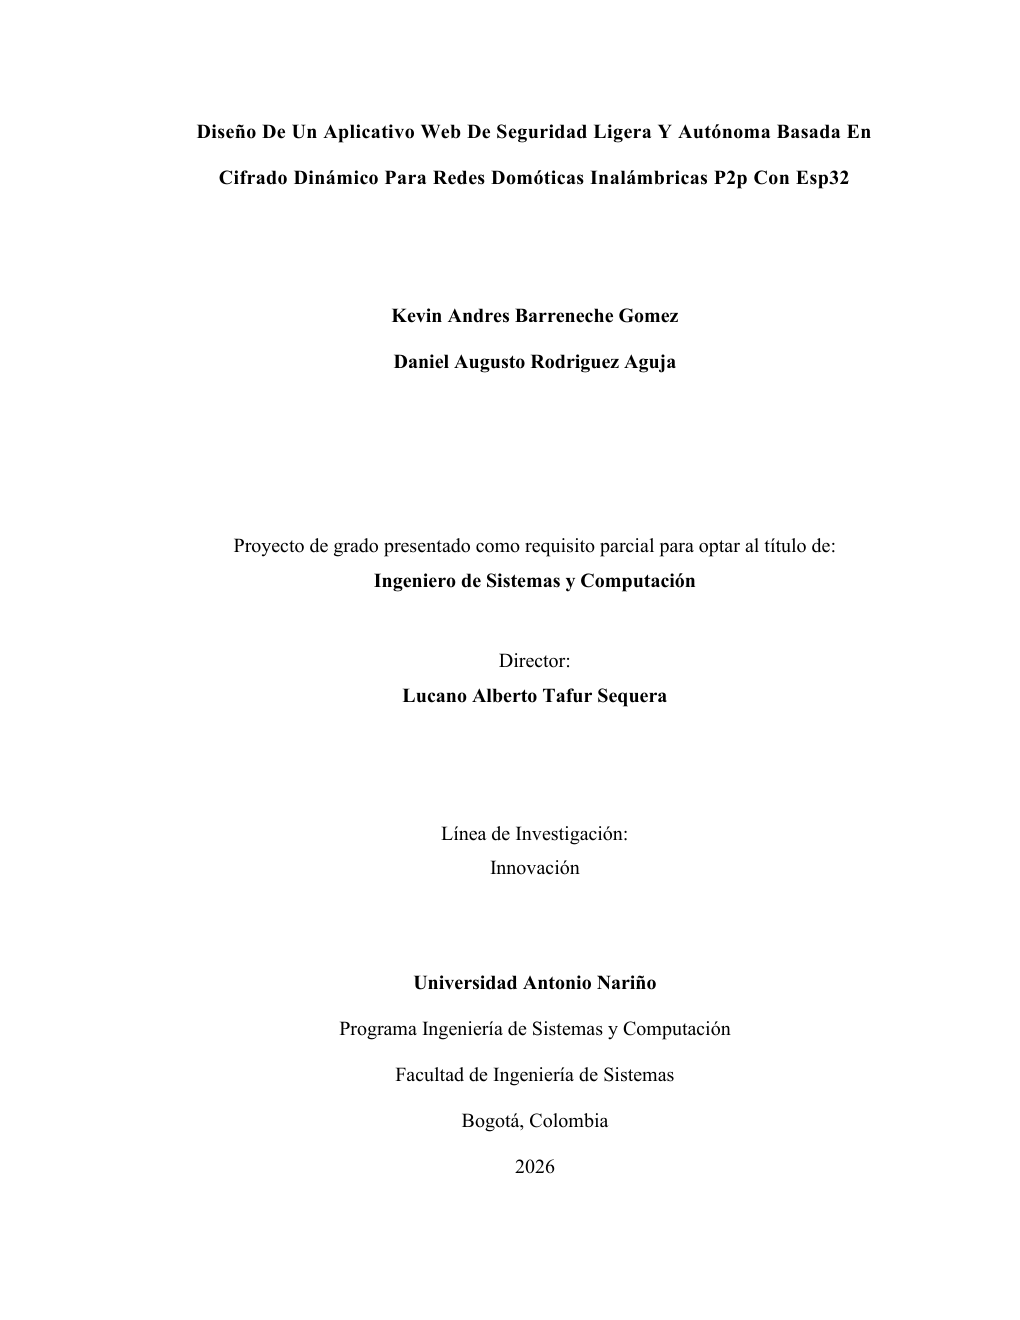 Diseño De Un Aplicativo Web De Seguridad Ligera Y Autónoma Basada En
Cifrado Dinámico Para Redes Domóticas Inalámbricas P2p Con Esp32
Kevin Andres Barreneche Gomez
Daniel Augusto Rodriguez Aguja
Proyecto de grado presentado como requisito parcial para optar al título de:
Ingeniero de Sistemas y Computación
Director:
Lucano Alberto Tafur Sequera
Línea de Investigación:
Innovación
Universidad Antonio Nariño
Programa Ingeniería de Sistemas y Computación
Facultad de Ingeniería de Sistemas
Bogotá, Colombia
2026